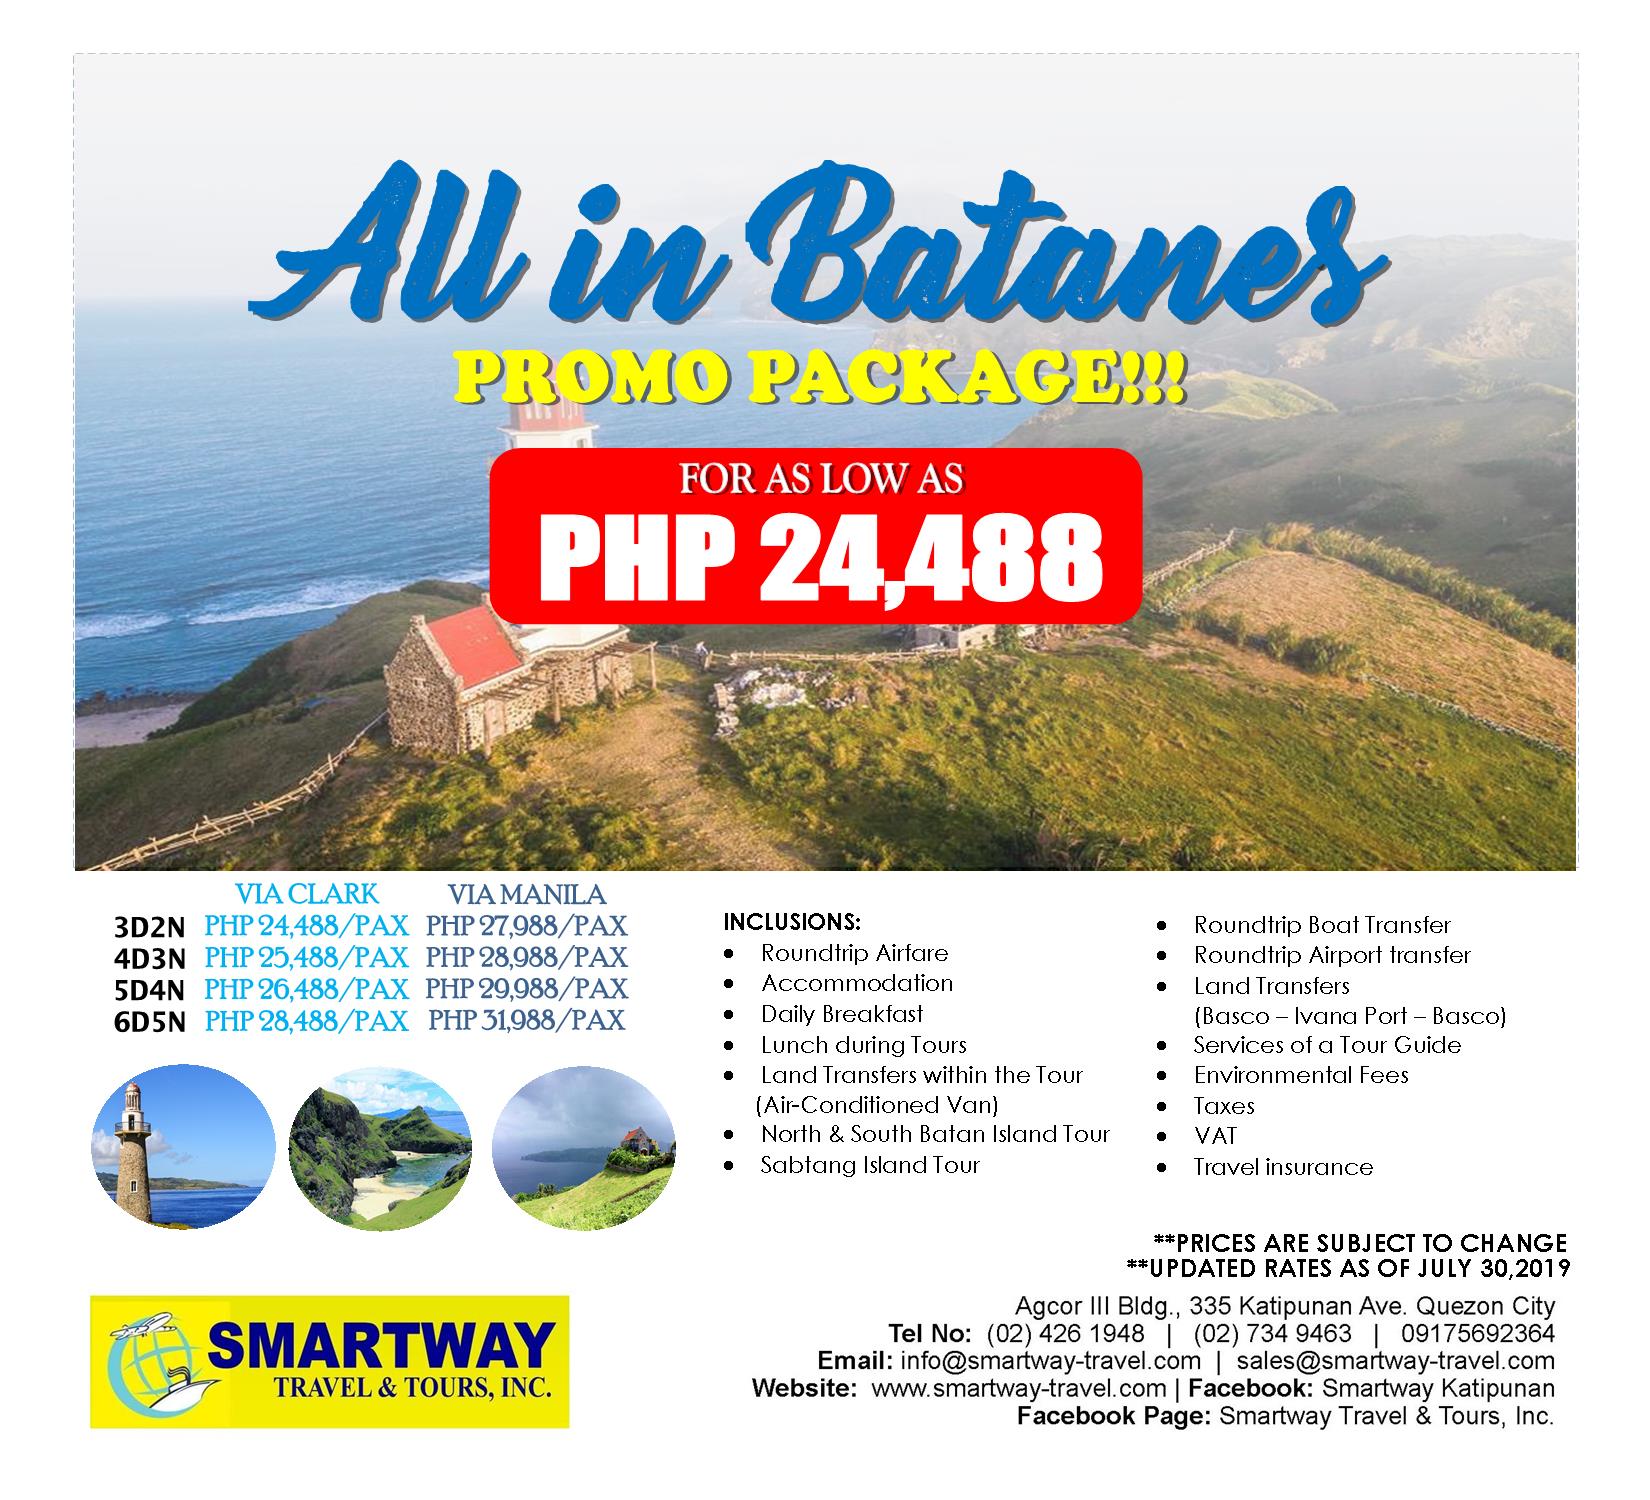 All in Batanes
PROMO PACKAGE!!!
FOR AS LOW AS
PHP 24,488
VIA CLARK VIA MANILA
3D2N PHP 24,488/PAX PHP 27,988/PAX
4D3N PHP 25,488/PAX PHP 28,988/PAX
5D4N PHP 26,488/PAX PHP 29,988/PAX
6D5N PHP 28,488/PAX PHP 31,988/PAX
INCLUSIONS:
• Roundtrip Airfare
• Accommodation
• Daily Breakfast
• Lunch during Tours
• Land Transfers within the Tour
(Air-Conditioned Van)
• North & South Batan Island Tour
• Sabtang Island Tour
• Roundtrip Boat Transfer
• Roundtrip Airport transfer
• Land Transfers
(Basco – Ivana Port – Basco)
• Services of a Tour Guide
• Environmental Fees
• Taxes
• VAT
• Travel insurance
**PRICES ARE SUBJECT TO CHANGE
**UPDATED RATES AS OF JULY 30,2019
SMARTWAY
TRAVEL & TOURS, INC.
Agcor III Bldg., 335 Katipunan Ave. Quezon City
Tel No: (02) 426 1948 | (02) 734 9463 | 09175692364
Email: info@smartway-travel.com | sales@smartway-travel.com
Website: www.smartway-travel.com | Facebook: Smartway Katipunan
Facebook Page: Smartway Travel & Tours, Inc.